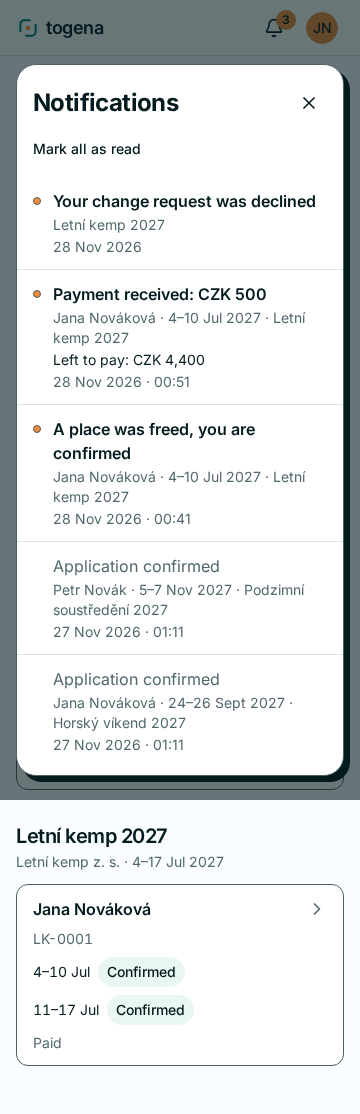 togena
3
JN
Notifications
Mark all as read
Your change request was declined
Letní kemp 2027
28 Nov 2026
Payment received: CZK 500
Jana Nováková · 4–10 Jul 2027 · Letní
kemp 2027
Left to pay: CZK 4,400
28 Nov 2026 · 00:51
A place was freed, you are
confirmed
Jana Nováková · 4–10 Jul 2027 · Letní
kemp 2027
28 Nov 2026 · 00:41
Application confirmed
Petr Novák · 5–7 Nov 2027 · Podzimní
soustředění 2027
27 Nov 2026 · 01:11
Application confirmed
Jana Nováková · 24–26 Sept 2027 ·
Horský víkend 2027
27 Nov 2026 · 01:11
Letní kemp 2027
Letní kemp z. s. · 4–17 Jul 2027
Jana Nováková
LK-0001
4–10 Jul Confirmed
11–17 Jul Confirmed
Paid